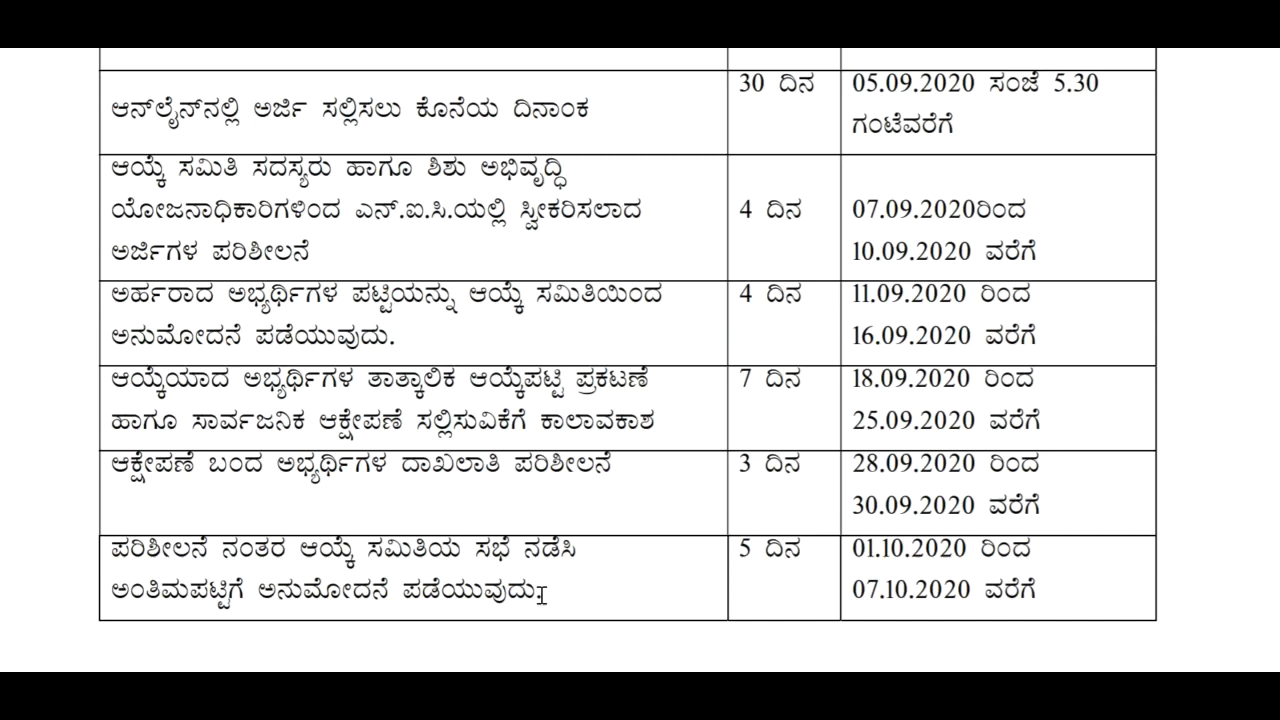 ಆನ್‌ಲೈನ್‌ನಲ್ಲಿ ಅರ್ಜಿ ಸಲ್ಲಿಸಲು ಕೊನೆಯ ದಿನಾಂಕ
30 ದಿನ
05.09.2020 ಸಂಜೆ 5.30
ಗಂಟೆವರೆಗೆ
ಆಯ್ಕೆ ಸಮಿತಿ ಸದಸ್ಯರು ಹಾಗೂ ಶಿಶು ಅಭಿವೃದ್ಧಿ
ಯೋಜನಾಧಿಕಾರಿಗಳಿಂದ ಎನ್.ಐ.ಸಿ.ಯಲ್ಲಿ ಸ್ವೀಕರಿಸಲಾದ
ಅರ್ಜಿಗಳ ಪರಿಶೀಲನೆ
4 ದಿನ
07.09.2020ರಿಂದ
10.09.2020 ವರೆಗೆ
ಅರ್ಹರಾದ ಅಭ್ಯರ್ಥಿಗಳ ಪಟ್ಟಿಯನ್ನು ಆಯ್ಕೆ ಸಮಿತಿಯಿಂದ
ಅನುಮೋದನೆ ಪಡೆಯುವುದು.
4 ದಿನ
11.09.2020 ರಿಂದ
16.09.2020 ವರೆಗೆ
ಆಯ್ಕೆಯಾದ ಅಭ್ಯರ್ಥಿಗಳ ತಾತ್ಕಾಲಿಕ ಆಯ್ಕೆಪಟ್ಟಿ ಪ್ರಕಟಣೆ
ಹಾಗೂ ಸಾರ್ವಜನಿಕ ಆಕ್ಷೇಪಣೆ ಸಲ್ಲಿಸುವಿಕೆಗೆ ಕಾಲಾವಕಾಶ
7 ದಿನ
18.09.2020 ರಿಂದ
25.09.2020 ವರೆಗೆ
ಆಕ್ಷೇಪಣೆ ಬಂದ ಅಭ್ಯರ್ಥಿಗಳ ದಾಖಲಾತಿ ಪರಿಶೀಲನೆ
3 ದಿನ
28.09.2020 ರಿಂದ
30.09.2020 ವರೆಗೆ
ಪರಿಶೀಲನೆ ನಂತರ ಆಯ್ಕೆ ಸಮಿತಿಯ ಸಭೆ ನಡೆಸಿ
ಅಂತಿಮಪಟ್ಟಿಗೆ ಅನುಮೋದನೆ ಪಡೆಯುವುದು.
5 ದಿನ
01.10.2020 ರಿಂದ
07.10.2020 ವರೆಗೆ